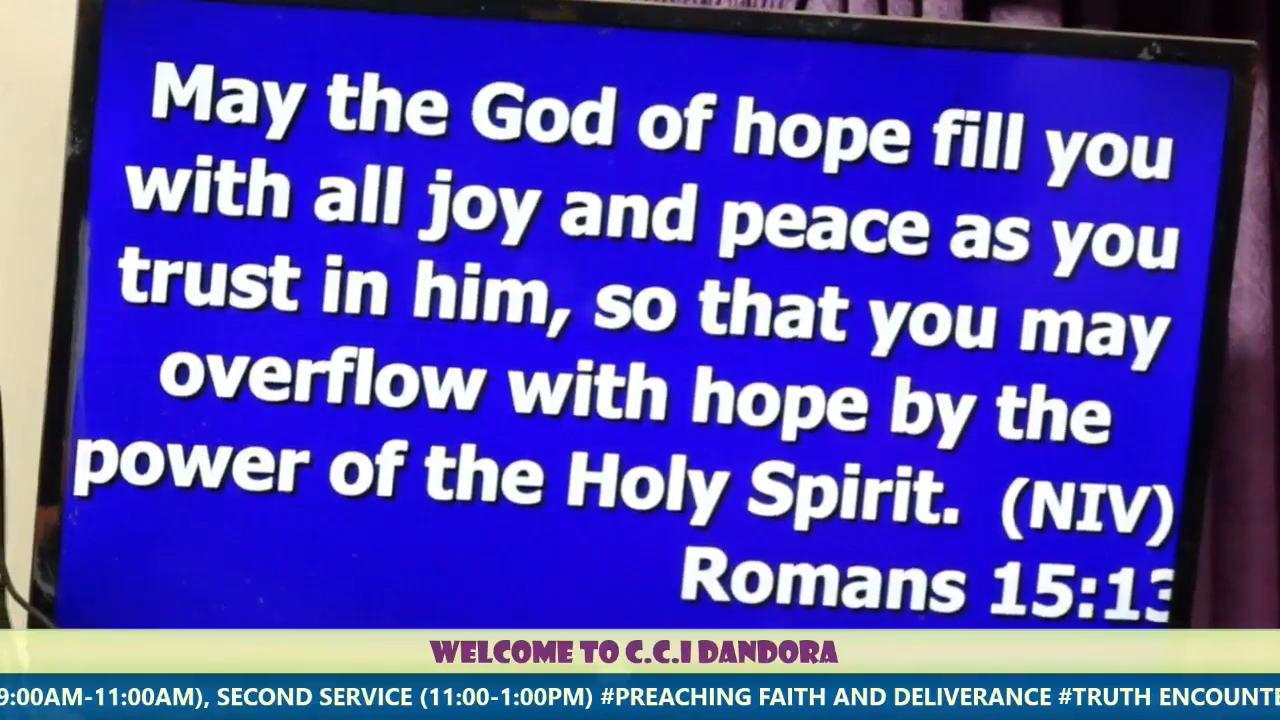 May the God of hope fill you
with all joy and peace as you
trust in him, so that you may
overflow with hope by the
power of the Holy Spirit. (NIV)
Romans 15:13
WELCOME TO C.C.I DANDORA
9:00AM-11:00AM), SECOND SERVICE (11:00-1:00PM) #PREACHING FAITH AND DELIVERANCE #TRUTH ENCOUNTE